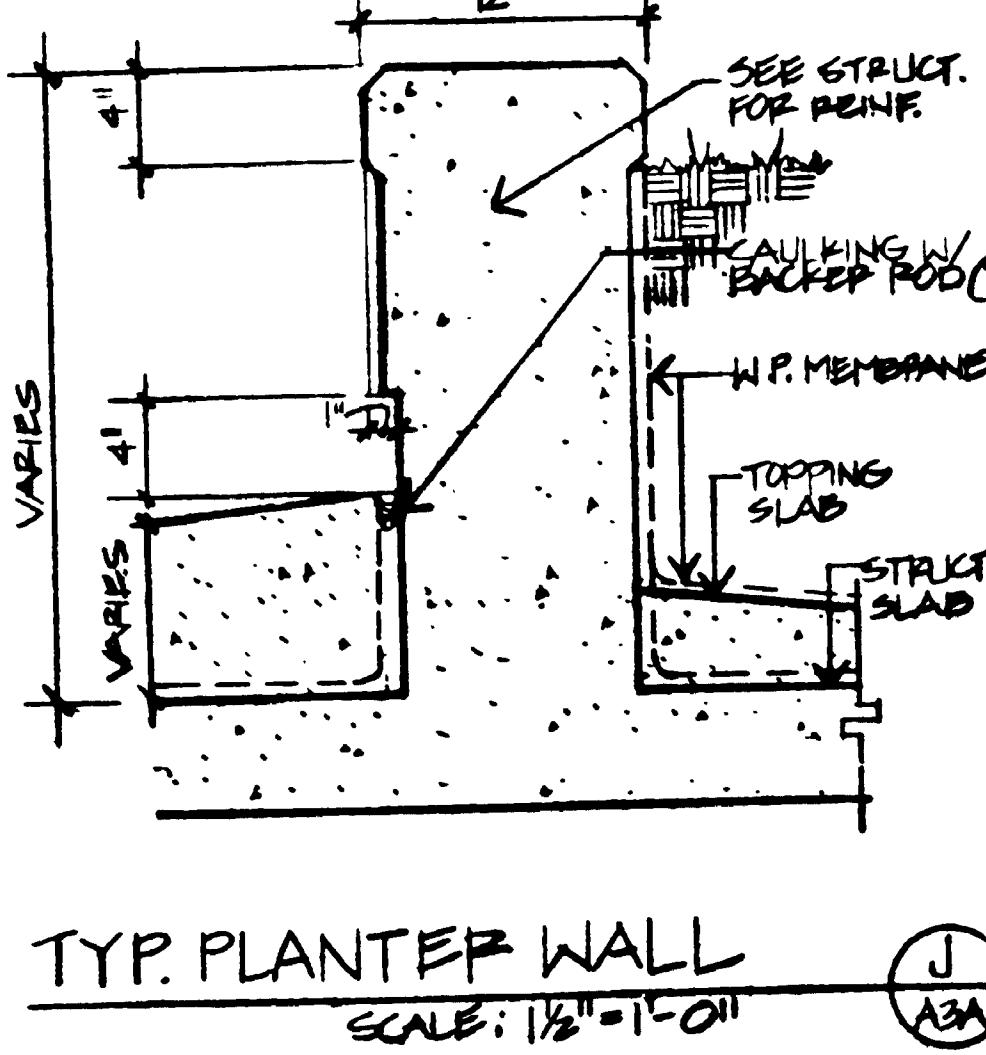 12
4"
SEE STRUCT.
FOR REINF.
CAULKING W/
BACKER ROD
W.P. MEMBRANE
VARIES
1"
4'
TOPPING
SLAB
VARIES
STRUCT
SLAB
TYP. PLANTER WALL
SCALE: 1½" = 1'-0"
J
A3A